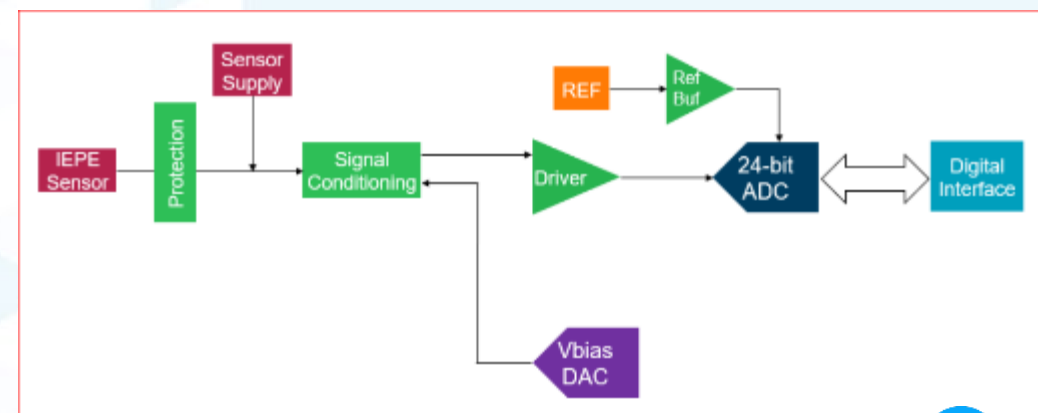 Sensor
Supply
REF
Ref
Buf
IEPE
Sensor
Protection
Signal
Conditioning
Driver
24-bit
ADC
Digital
Interface
Vbias
DAC